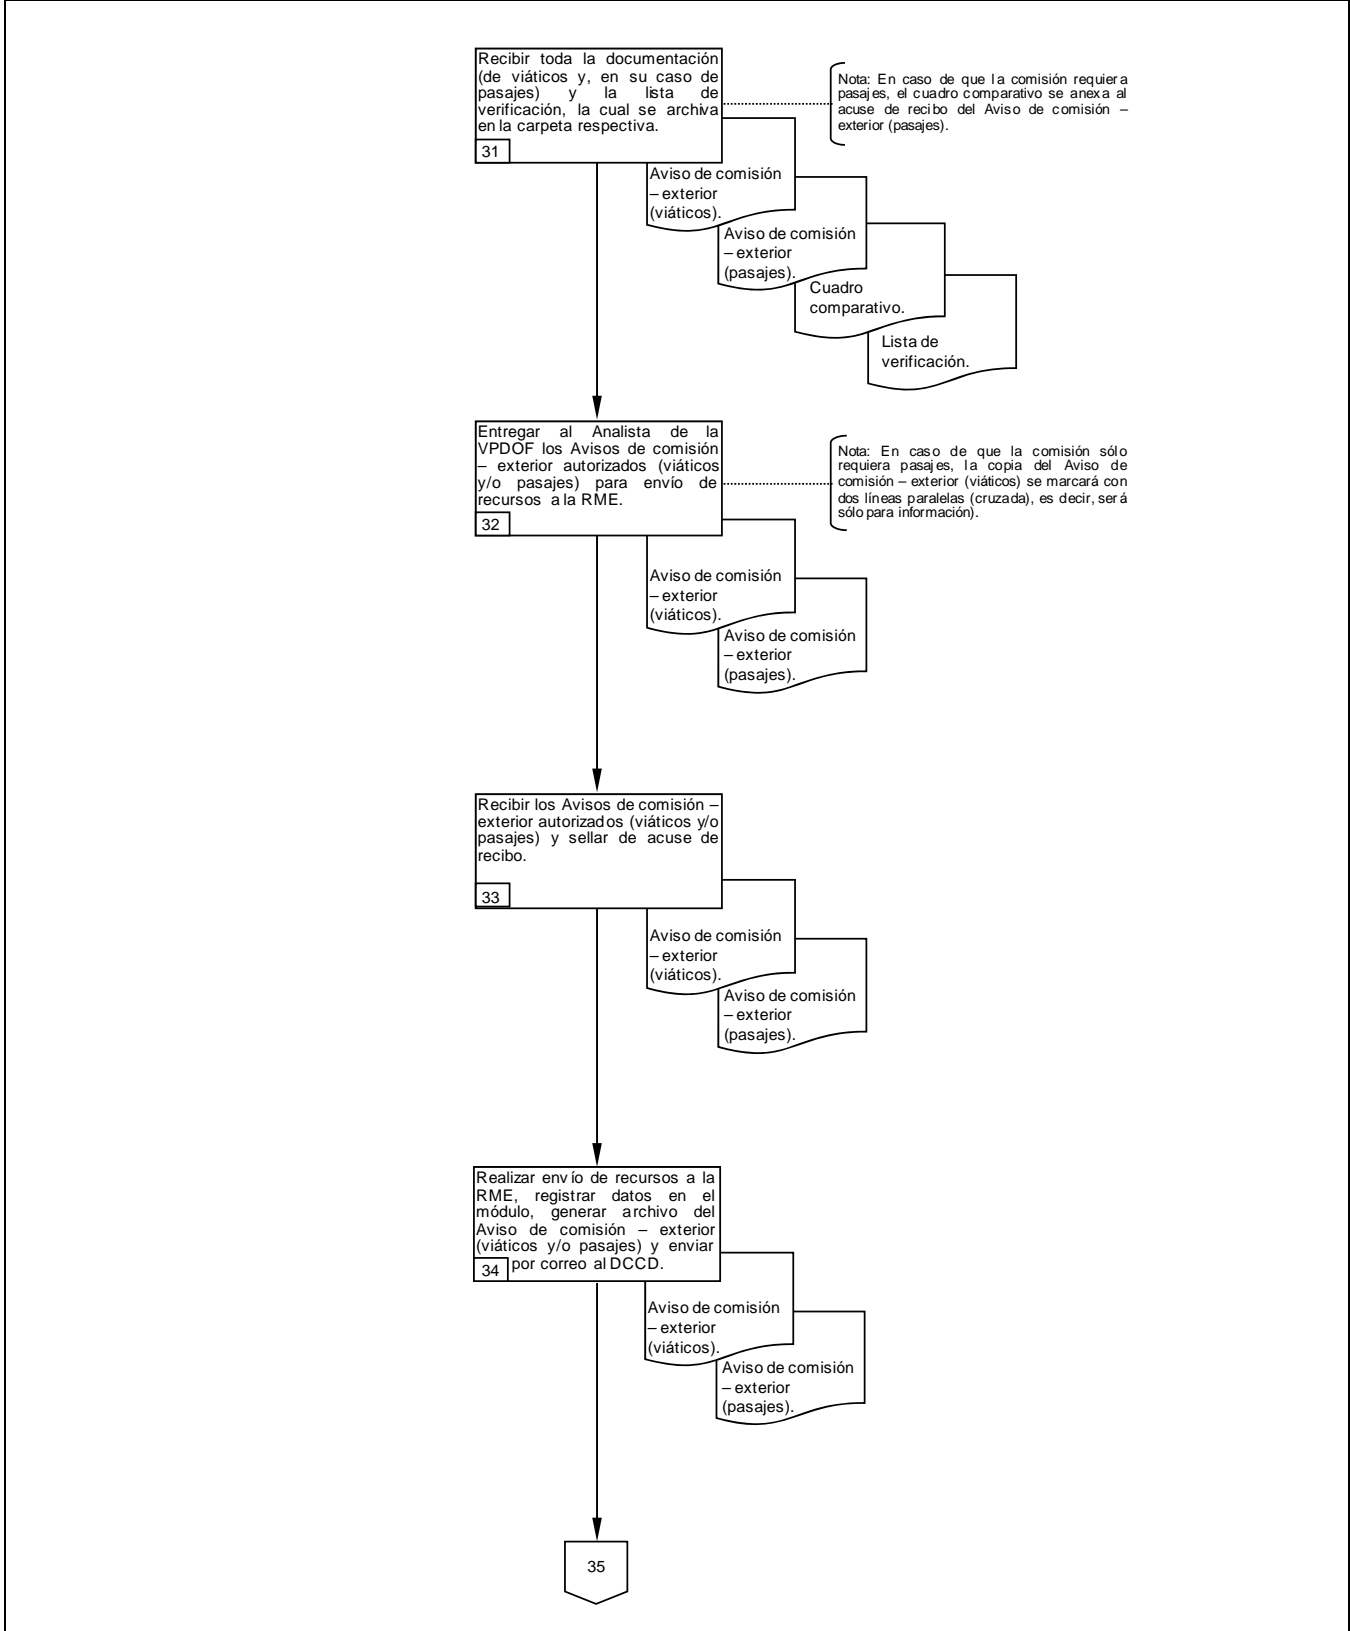 Recibir toda la documentación
(de viáticos y, en su caso de
pasajes) y la lista de
verificación, la cual se archiva
en la carpeta respectiva.
31
Nota: En caso de que la comisión requiera
pasajes, el cuadro comparativo se anexa al
acuse de recibo del Aviso de comisión –
exterior (pasajes).
Aviso de comisión
– exterior
(viáticos).
Aviso de comisión
– exterior
(pasajes).
Cuadro
comparativo.
Lista de
verificación.
Entregar al Analista de la
VPDOF los Avisos de comisión
– exterior autorizados (viáticos
y/o pasajes) para envío de
recursos a la RME.
32
Nota: En caso de que la comisión sólo
requiera pasajes, la copia del Aviso de
comisión – exterior (viáticos) se marcará con
dos líneas paralelas (cruzada), es decir, será
sólo para información).
Aviso de comisión
– exterior
(viáticos).
Aviso de comisión
– exterior
(pasajes).
Recibir los Avisos de comisión –
exterior autorizados (viáticos y/o
pasajes) y sellar de acuse de
recibo.
33
Aviso de comisión
– exterior
(viáticos).
Aviso de comisión
– exterior
(pasajes).
Realizar envío de recursos a la
RME, registrar datos en el
módulo, generar archivo del
Aviso de comisión – exterior
(viáticos y/o pasajes) y enviar
por correo al DCCD.
34
Aviso de comisión
– exterior
(viáticos).
Aviso de comisión
– exterior
(pasajes).
35